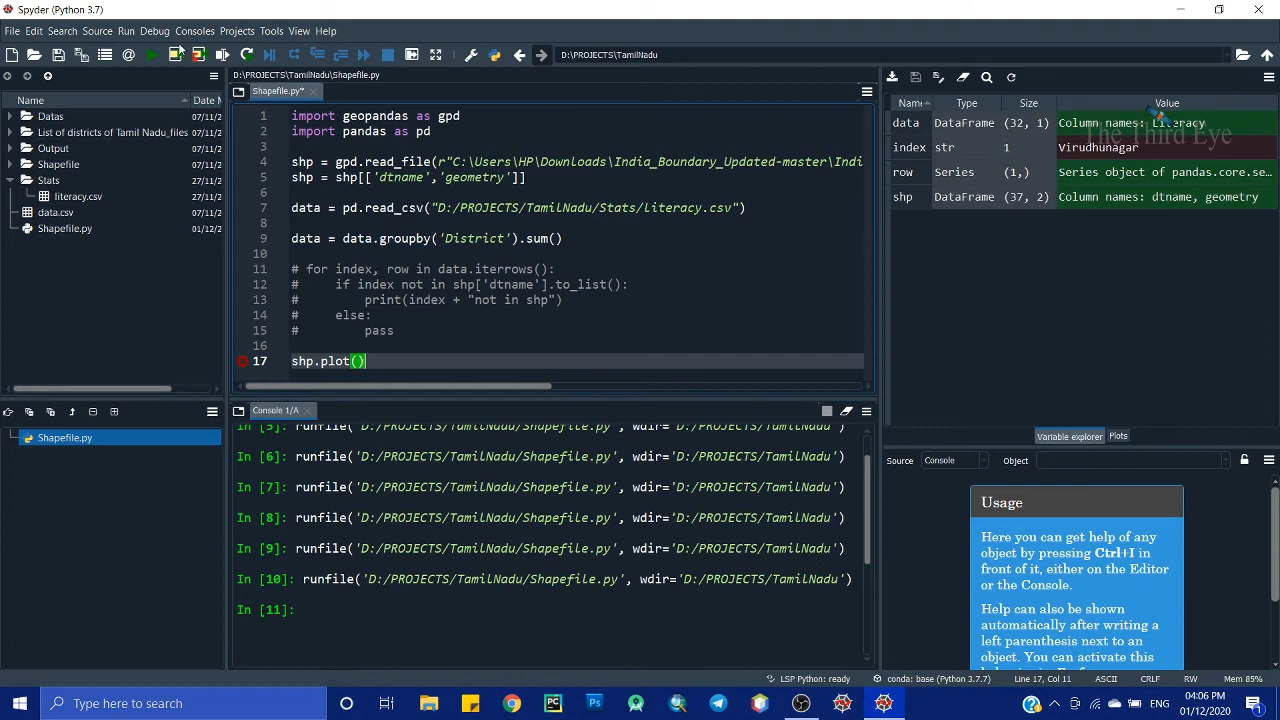 Spyder (Python 3.7)
File Edit Search Source Run Debug Consoles Projects Tools View Help
D:\PROJECTS\TamilNadu
D:\PROJECTS\TamilNadu\Shapefile.py
Name Date M
Datas 07/11
List of districts of Tamil Nadu_files 07/11
Output 07/11
Shapefile 07/11
Stats 27/11
literacy.csv 27/11
data.csv 07/11
Shapefile.py 01/12
Shapefile.py*
1 import geopandas as gpd
2 import pandas as pd
3
4 shp = gpd.read_file(r"C:\Users\HP\Downloads\India_Boundary_Updated-master\Indi
5 shp = shp[['dtname','geometry']]
6
7 data = pd.read_csv("D:/PROJECTS/TamilNadu/Stats/literacy.csv")
8
9 data = data.groupby('District').sum()
10
11 # for index, row in data.iterrows():
12 # if index not in shp['dtname'].to_list():
13 # print(index + "not in shp")
14 # else:
15 # pass
16
17 shp.plot()
Name Type Size Value
data DataFrame (32, 1) Column names: Literacy
The Third Eye
index str 1 Virudhunagar
row Series (1,) Series object of pandas.core.se…
shp DataFrame (37, 2) Column names: dtname, geometry
Variable explorer Plots
Shapefile.py
Console 1/A
In [5]: runfile('D:/PROJECTS/TamilNadu/Shapefile.py', wdir='D:/PROJECTS/TamilNadu')
In [6]: runfile('D:/PROJECTS/TamilNadu/Shapefile.py', wdir='D:/PROJECTS/TamilNadu')
In [7]: runfile('D:/PROJECTS/TamilNadu/Shapefile.py', wdir='D:/PROJECTS/TamilNadu')
In [8]: runfile('D:/PROJECTS/TamilNadu/Shapefile.py', wdir='D:/PROJECTS/TamilNadu')
In [9]: runfile('D:/PROJECTS/TamilNadu/Shapefile.py', wdir='D:/PROJECTS/TamilNadu')
In [10]: runfile('D:/PROJECTS/TamilNadu/Shapefile.py', wdir='D:/PROJECTS/TamilNadu')
In [11]:
Source Console Object
Usage
Here you can get help of any
object by pressing Ctrl+I in
front of it, either on the Editor
or the Console.
Help can also be shown
automatically after writing a
left parenthesis next to an
object. You can activate this
LSP Python: ready conda: base (Python 3.7.7) Line 17, Col 11 ASCII CRLF RW Mem 85%
Type here to search
ENG
04:06 PM
01/12/2020